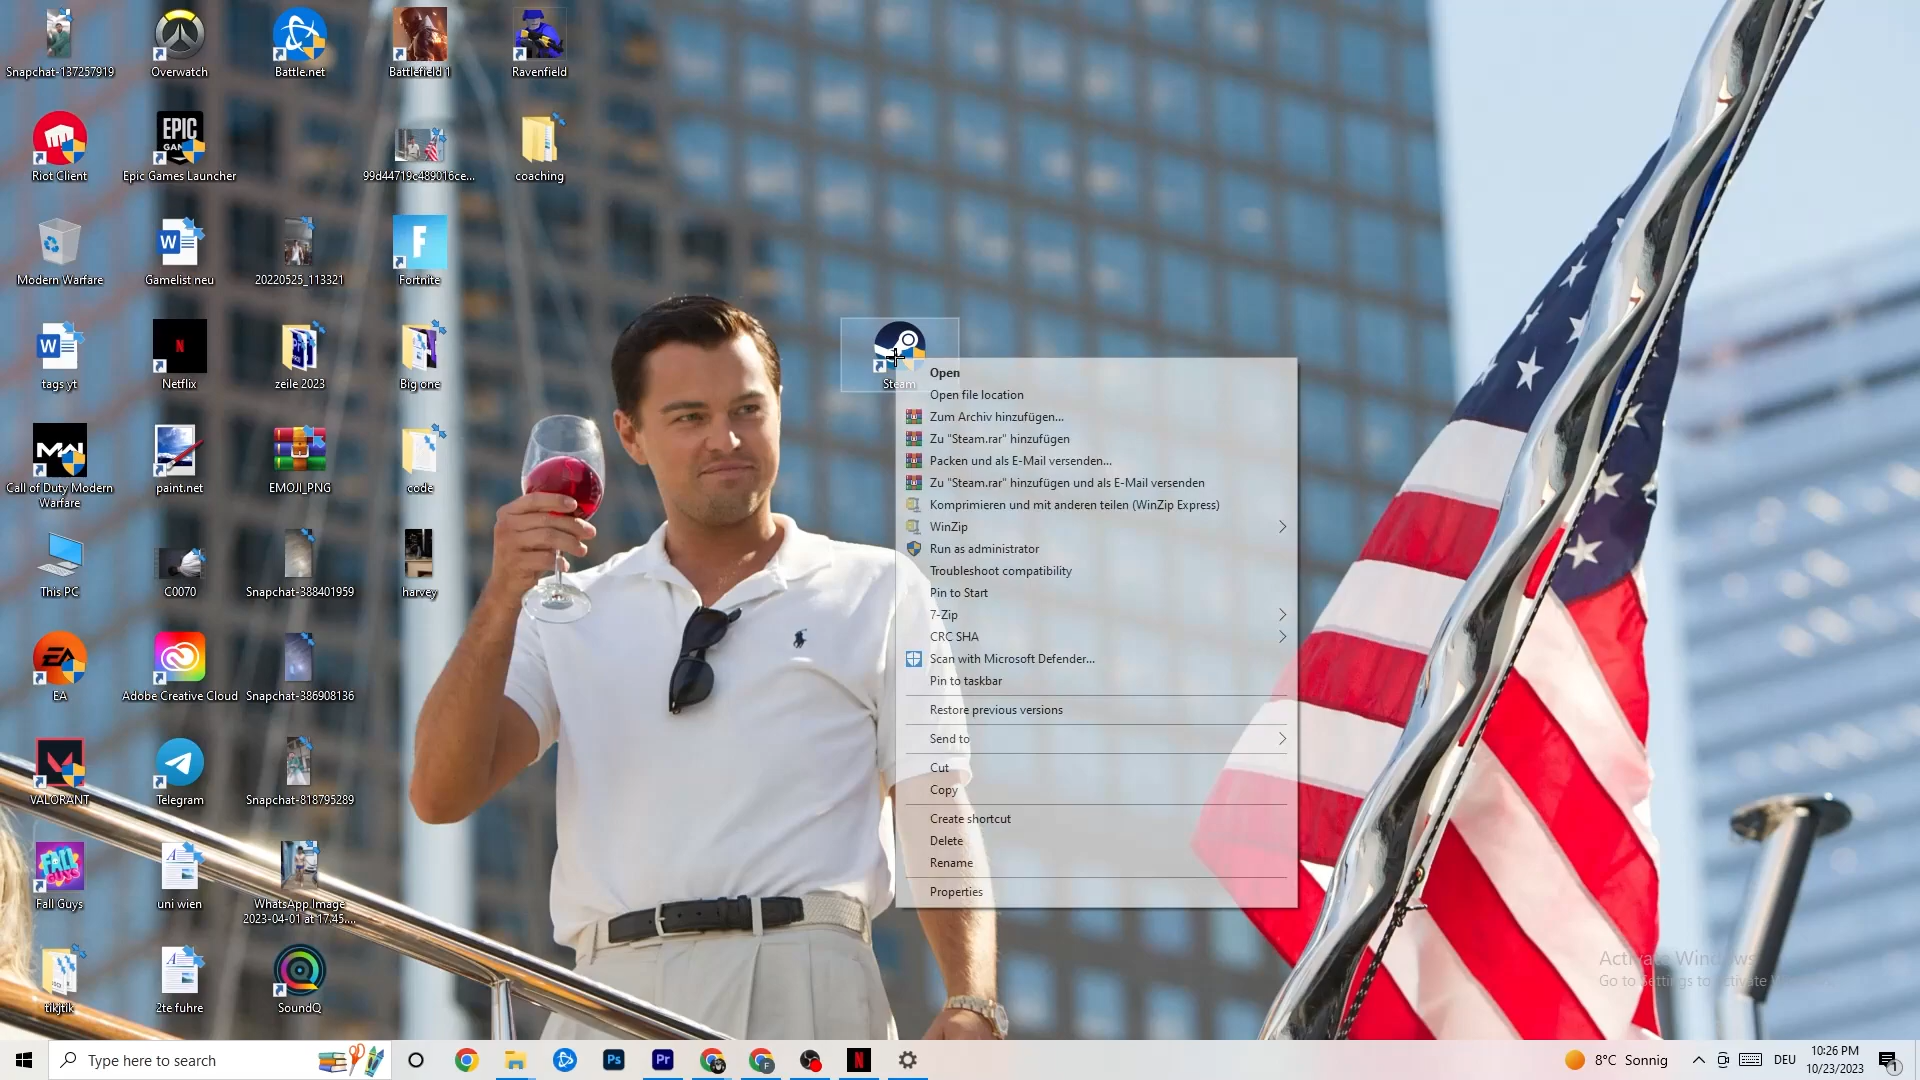 Snapchat-137257919
Overwatch
Battle.net
Battlefield 1
Ravenfield
EPIC
Riot Client
Epic Games Launcher
99d44719c489016ce...
coaching
F
Modern Warfare
Gamelist neu
20220525_113321
Fortnite
W
N
tags yt
Netflix
zeile 2023
Big one
Steam
Call of Duty Modern
Warfare
paint.net
EMOJI_PNG
code
This PC
C0070
Snapchat-388401959
harvey
EA
EA
Adobe Creative Cloud
Snapchat-386908136
VALORANT
Telegram
Snapchat-818795289
FALL
GUYS
Fall Guys
uni wien
WhatsApp Image
2023-04-01 at 17.45....
tikjtik
2te fuhre
SoundQ
Open
Open file location
Zum Archiv hinzufügen...
Zu "Steam.rar" hinzufügen
Packen und als E-Mail versenden...
Zu "Steam.rar" hinzufügen und als E-Mail versenden
Komprimieren und mit anderen teilen (WinZip Express)
WinZip
Run as administrator
Troubleshoot compatibility
Pin to Start
7-Zip
CRC SHA
Scan with Microsoft Defender...
Pin to taskbar
Restore previous versions
Send to
Cut
Copy
Create shortcut
Delete
Rename
Properties
Activate Windows
Go to Settings to activate
Type here to search
Ps
Pr
F
N
8°C Sonnig
DEU
10:26 PM
10/23/2023
1